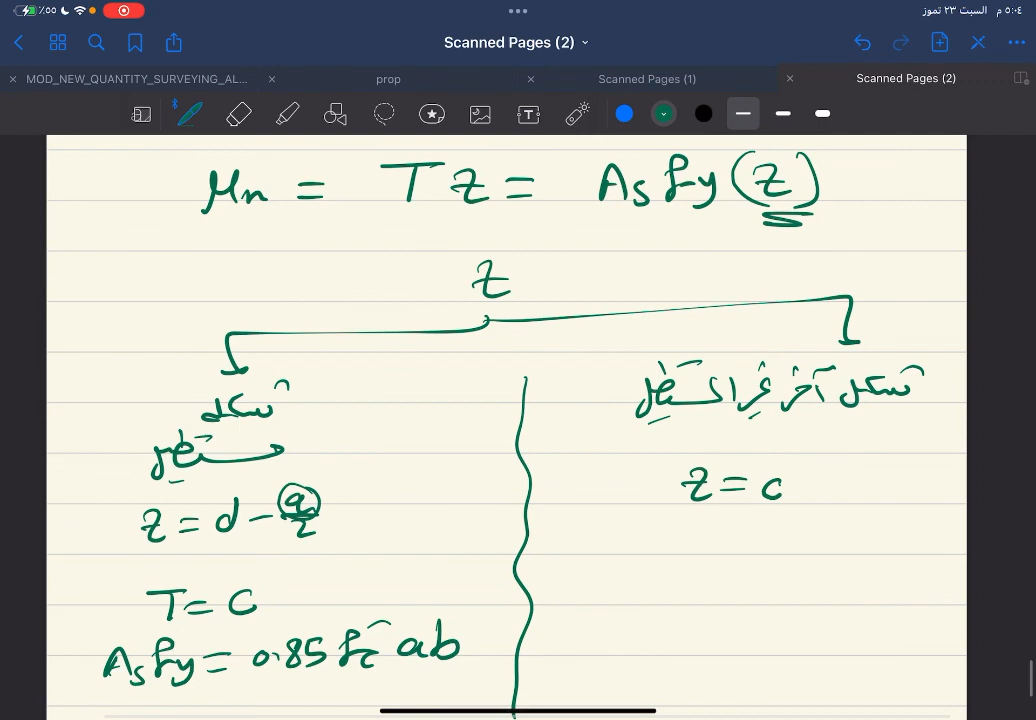 ٪٥٥
٥:٠٤ م السبت ٢٣ تموز
Scanned Pages (2)
MOD_NEW_QUANTITY_SURVEYING_AL...
prop
Scanned Pages (1)
Scanned Pages (2)
Mn = Tz = As fy (z)
z
شكل
مستطيل
z = d - a/2
T = C
As fy = 0.85 fc' ab
شكل آخر غير المستطيل
z = c